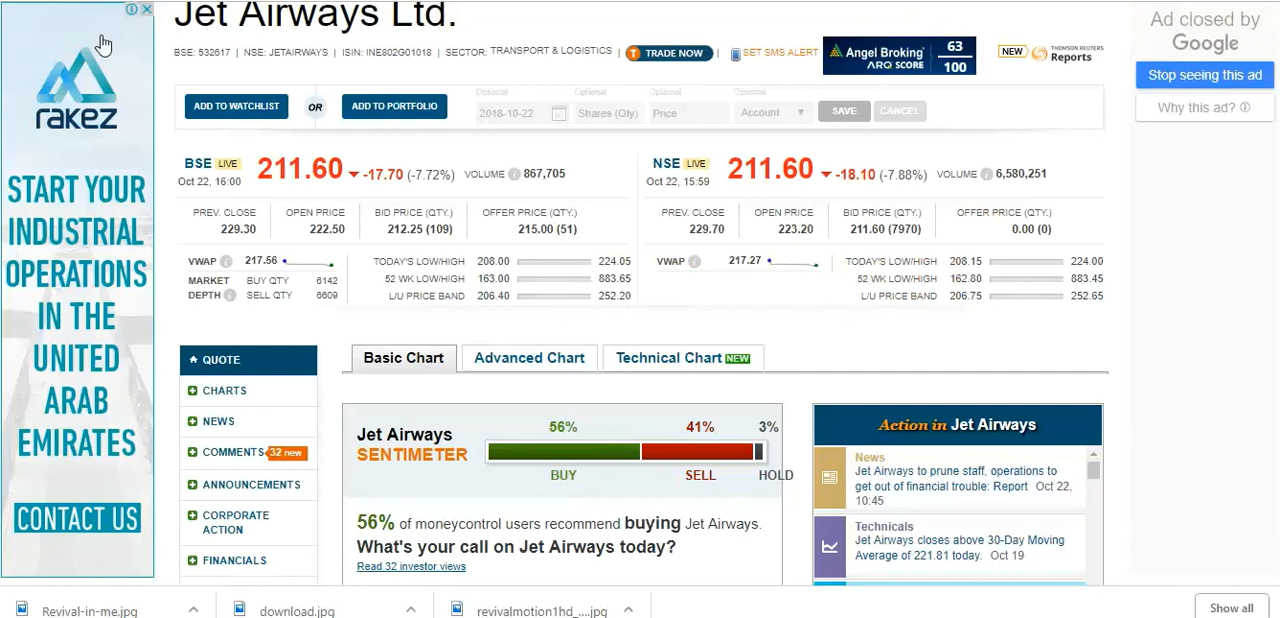 Jet Airways Ltd.
BSE: 532617 | NSE: JETAIRWAYS | ISIN: INE802G01018 | SECTOR: TRANSPORT & LOGISTICS | T TRADE NOW | SET SMS ALERT
Angel Broking ARQ SCORE 63 100
NEW THOMSON REUTERS Reports
Ad closed by Google
Stop seeing this ad
Why this ad?
rakez
START YOUR
INDUSTRIAL
OPERATIONS
IN THE
UNITED
ARAB
EMIRATES
CONTACT US
ADD TO WATCHLIST OR ADD TO PORTFOLIO
Optional Optional Optional Optional
2018-10-22 Shares (Qty) Price Account SAVE CANCEL
BSE LIVE 211.60 -17.70 (-7.72%) VOLUME 867,705
Oct 22, 16:00
PREV. CLOSE OPEN PRICE BID PRICE (QTY.) OFFER PRICE (QTY.)
229.30 222.50 212.25 (109) 215.00 (51)
VWAP 217.56
MARKET DEPTH
BUY QTY 6142
SELL QTY 6609
TODAY'S LOW/HIGH 208.00 224.05
52 WK LOW/HIGH 163.00 883.65
L/U PRICE BAND 206.40 252.20
NSE LIVE 211.60 -18.10 (-7.88%) VOLUME 6,580,251
Oct 22, 15:59
PREV. CLOSE OPEN PRICE BID PRICE (QTY.) OFFER PRICE (QTY.)
229.70 223.20 211.60 (7970) 0.00 (0)
VWAP 217.27
TODAY'S LOW/HIGH 208.15 224.00
52 WK LOW/HIGH 162.80 883.45
L/U PRICE BAND 206.75 252.65
QUOTE
CHARTS
NEWS
COMMENTS 32 new
ANNOUNCEMENTS
CORPORATE
ACTION
FINANCIALS
Basic Chart Advanced Chart Technical Chart NEW
Jet Airways
SENTIMETER
56% 41% 3%
BUY SELL HOLD
56% of moneycontrol users recommend buying Jet Airways.
What's your call on Jet Airways today?
Read 32 investor views
Action in Jet Airways
News
Jet Airways to prune staff, operations to
get out of financial trouble: Report Oct 22,
10:45
Technicals
Jet Airways closes above 30-Day Moving
Average of 221.81 today. Oct 19
Revival-in-me.jpg download.jpg revivalmotion1hd_....jpg Show all